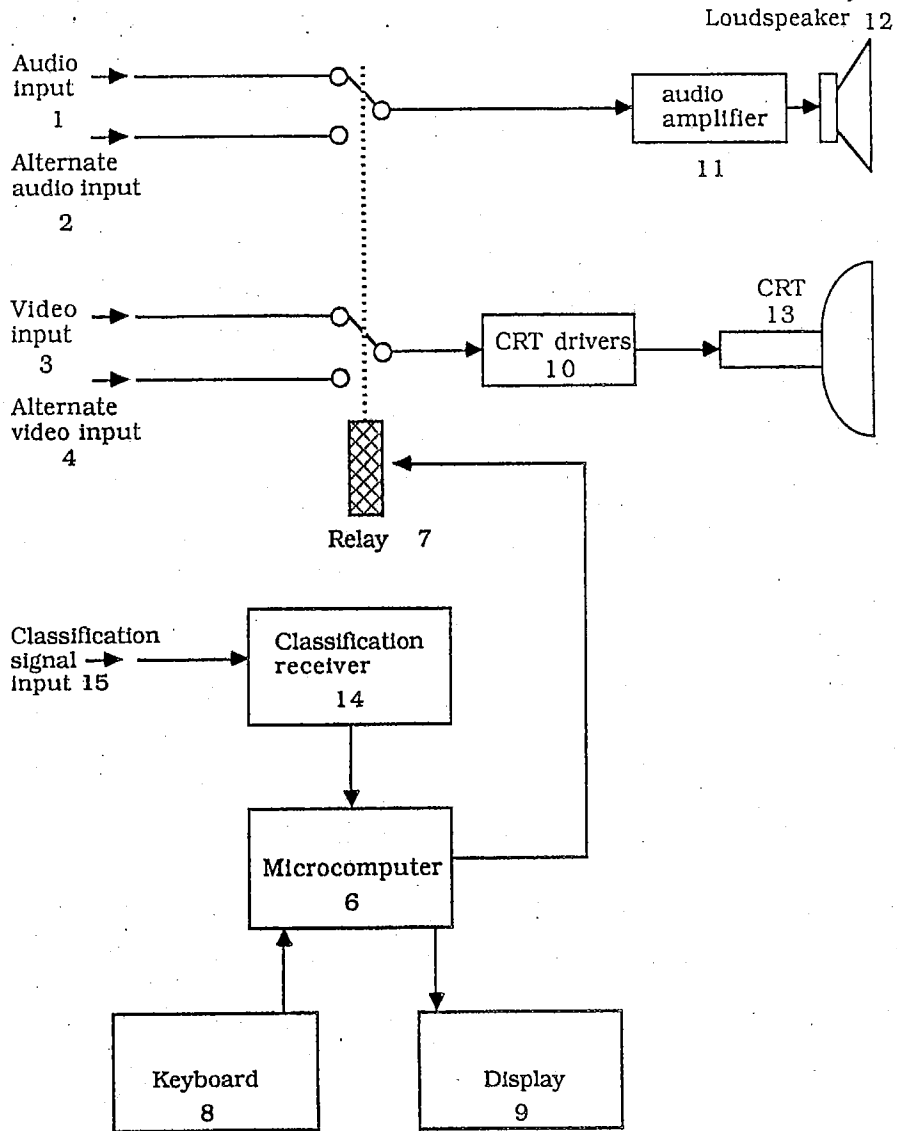 Loudspeaker 12
Audio
input
1
Alternate
audio input
2
audio
amplifier
11
Video
input
3
Alternate
video input
4
CRT drivers
10
CRT
13
Relay 7
Classification
signal
input 15
Classification
receiver
14
Microcomputer
6
Keyboard
8
Display
9